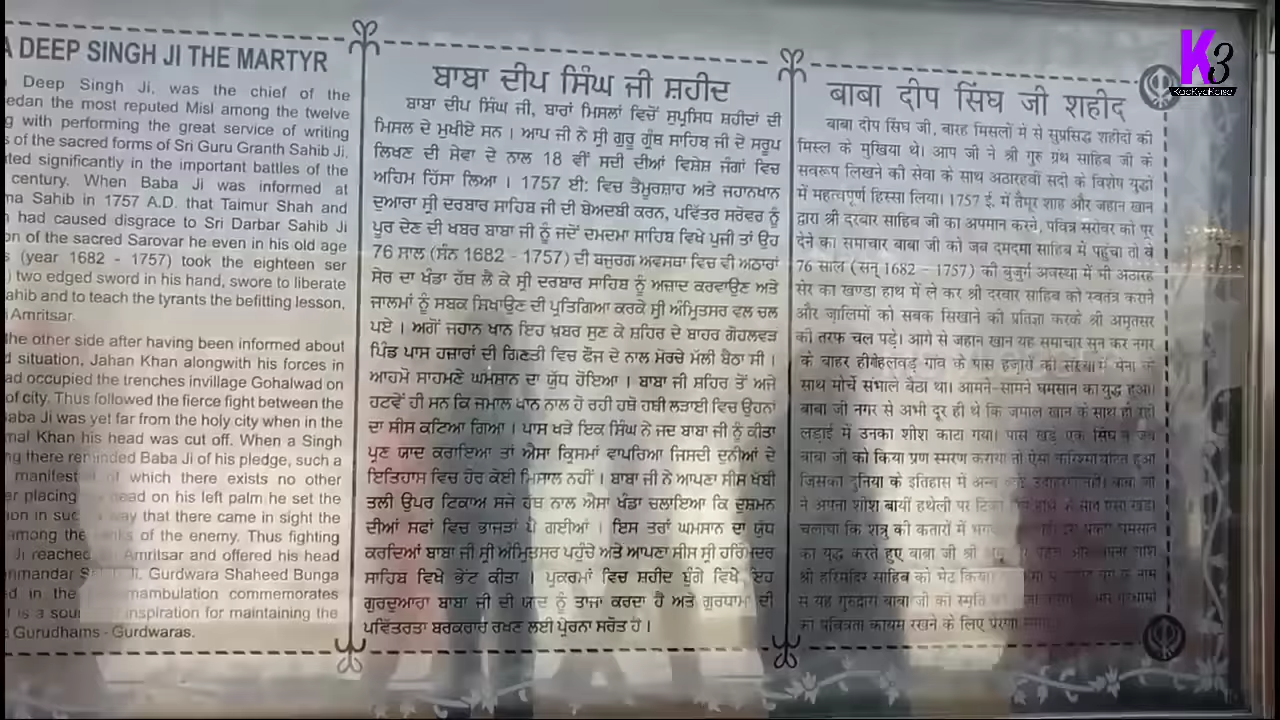 A DEEP SINGH JI THE MARTYR
Deep Singh Ji, was the chief of the
edan the most reputed Misl among the twelve
g with performing the great service of writing
s of the sacred forms of Sri Guru Granth Sahib Ji,
ted significantly in the important battles of the
century. When Baba Ji was informed at
na Sahib in 1757 A.D. that Taimur Shah and
had caused disgrace to Sri Darbar Sahib Ji
on of the sacred Sarovar he even in his old age
s (year 1682 - 1757) took the eighteen ser
) two edged sword in his hand, swore to liberate
ahib and to teach the tyrants the befitting lesson,
i Amritsar.
the other side after having been informed about
d situation, Jahan Khan alongwith his forces in
ad occupied the trenches invillage Gohalwad on
of city. Thus followed the fierce fight between the
aba Ji was yet far from the holy city when in the
mal Khan his head was cut off. When a Singh
ng there reminded Baba Ji of his pledge, such a
manifest of which there exists no other
er placing head on his left palm he set the
ion in such way that there came in sight the
among the of the enemy. Thus fighting
Ji reached Amritsar and offered his head
rmandar Ji. Gurdwara Shaheed Bunga
d in the mambulation commemorates
t is a sou inspiration for maintaining the
Gurudhams - Gurdwaras.
ਬਾਬਾ ਦੀਪ ਸਿੰਘ ਜੀ ਸ਼ਹੀਦ
ਬਾਬਾ ਦੀਪ ਸਿੰਘ ਜੀ, ਬਾਰਾਂ ਮਿਸਲਾਂ ਵਿਚੋਂ ਸੁਪ੍ਰਸਿਧ ਸ਼ਹੀਦਾਂ ਦੀ
ਮਿਸਲ ਦੇ ਮੁਖੀਏ ਸਨ । ਆਪ ਜੀ ਨੇ ਸ੍ਰੀ ਗੁਰੂ ਗ੍ਰੰਥ ਸਾਹਿਬ ਜੀ ਦੇ ਸਰੂਪ
ਲਿਖਣ ਦੀ ਸੇਵਾ ਦੇ ਨਾਲ 18 ਵੀਂ ਸਦੀ ਦੀਆਂ ਵਿਸ਼ੇਸ਼ ਜੰਗਾਂ ਵਿਚ
ਅਹਿਮ ਹਿੱਸਾ ਲਿਆ । 1757 ਈ: ਵਿਚ ਤੈਮੂਰਸ਼ਾਹ ਅਤੇ ਜਹਾਨਖਾਨ
ਦੁਆਰਾ ਸ੍ਰੀ ਦਰਬਾਰ ਸਾਹਿਬ ਜੀ ਦੀ ਬੇਅਦਬੀ ਕਰਨ, ਪਵਿੱਤਰ ਸਰੋਵਰ ਨੂੰ
ਪੂਰ ਦੇਣ ਦੀ ਖਬਰ ਬਾਬਾ ਜੀ ਨੂੰ ਜਦੋਂ ਦਮਦਮਾ ਸਾਹਿਬ ਵਿਖੇ ਪੁਜੀ ਤਾਂ ਉਹ
76 ਸਾਲ (ਸੰਨ 1682 - 1757) ਦੀ ਬਜ਼ੁਰਗ ਅਵਸਥਾ ਵਿਚ ਵੀ ਅਠਾਰਾਂ
ਸੇਰ ਦਾ ਖੰਡਾ ਹੱਥ ਲੈ ਕੇ ਸ੍ਰੀ ਦਰਬਾਰ ਸਾਹਿਬ ਨੂੰ ਅਜ਼ਾਦ ਕਰਵਾਉਣ ਅਤੇ
ਜਾਲਮਾਂ ਨੂੰ ਸਬਕ ਸਿਖਾਉਣ ਦੀ ਪ੍ਰਤਿਗਿਆ ਕਰਕੇ ਸ੍ਰੀ ਅੰਮ੍ਰਿਤਸਰ ਵਲ ਚਲ
ਪਏ । ਅਗੋਂ ਜਹਾਨ ਖਾਨ ਇਹ ਖ਼ਬਰ ਸੁਣ ਕੇ ਸ਼ਹਿਰ ਦੇ ਬਾਹਰ ਗੋਹਲਵੜ
ਪਿੰਡ ਪਾਸ ਹਜ਼ਾਰਾਂ ਦੀ ਗਿਣਤੀ ਵਿਚ ਫੌਜ ਦੇ ਨਾਲ ਮੋਰਚੇ ਮੱਲੀ ਬੈਠਾ ਸੀ ।
ਆਹਮੋ ਸਾਹਮਣੇ ਘਮਸਾਨ ਦਾ ਯੁੱਧ ਹੋਇਆ । ਬਾਬਾ ਜੀ ਸ਼ਹਿਰ ਤੋਂ ਅਜੇ
ਹਟਵੇਂ ਹੀ ਸਨ ਕਿ ਜਮਾਲ ਖਾਨ ਨਾਲ ਹੋ ਰਹੀ ਹਥੋ ਹਥੀ ਲੜਾਈ ਵਿਚ ਉਹਨਾਂ
ਦਾ ਸੀਸ ਕਟਿਆ ਗਿਆ । ਪਾਸ ਖੜੇ ਇਕ ਸਿੰਘ ਨੇ ਜਦ ਬਾਬਾ ਜੀ ਨੂੰ ਕੀਤਾ
ਪ੍ਰਣ ਯਾਦ ਕਰਾਇਆ ਤਾਂ ਐਸਾ ਕ੍ਰਿਸ਼ਮਾਂ ਵਾਪਰਿਆ ਜਿਸਦੀ ਦੁਨੀਆਂ ਦੇ
ਇਤਿਹਾਸ ਵਿਚ ਹੋਰ ਕੋਈ ਮਿਸਾਲ ਨਹੀਂ । ਬਾਬਾ ਜੀ ਨੇ ਆਪਣਾ ਸੀਸ ਖੱਬੀ
ਤਲੀ ਉਪਰ ਟਿਕਾਅ ਸਜੇ ਹੱਥ ਨਾਲ ਐਸਾ ਖੰਡਾ ਚਲਾਇਆ ਕਿ ਦੁਸ਼ਮਨ
ਦੀਆਂ ਸਫਾਂ ਵਿਚ ਭਾਜੜਾਂ ਪੈ ਗਈਆਂ । ਇਸ ਤਰਾਂ ਘਮਸਾਨ ਦਾ ਯੁੱਧ
ਕਰਦਿਆਂ ਬਾਬਾ ਜੀ ਸ੍ਰੀ ਅੰਮ੍ਰਿਤਸਰ ਪਹੁੰਚੇ ਅਤੇ ਆਪਣਾ ਸੀਸ ਸ੍ਰੀ ਹਰਿਮੰਦਰ
ਸਾਹਿਬ ਵਿਖੇ ਭੇਂਟ ਕੀਤਾ । ਪ੍ਰਕਰਮਾਂ ਵਿਚ ਸ਼ਹੀਦ ਬੁੰਗੇ ਵਿਖੇ ਇਹ
ਗੁਰਦੁਆਰਾ ਬਾਬਾ ਜੀ ਦੀ ਯਾਦ ਨੂੰ ਤਾਜਾ ਕਰਦਾ ਹੈ ਅਤੇ ਗੁਰਧਾਮਾਂ ਦੀ
ਪਵਿੱਤਰਤਾ ਬਰਕਰਾਰ ਰਖਣ ਲਈ ਪ੍ਰੇਰਨਾ ਸਰੋਤ ਹੈ ।
बाबा दीप सिंघ जी शहीद
बाबा दीप सिंघ जी, बारह मिसलों में से सुप्रसिद्ध शहीदों की
मिस्ल के मुखिया थे। आप जी ने श्री गुरु ग्रंथ साहिब जी के
सवरूप लिखने की सेवा के साथ अठारहवीं सदी के विशेष युद्धों
में महत्वपूर्ण हिस्सा लिया। 1757 ई. में तैमूर शाह और जहान खान
द्वारा श्री दरबार साहिब जी का अपमान करने, पवित्र सरोवर को पूर
देने का समाचार बाबा जी को जब दमदमा साहिब में पहुंचा तो वे
76 साल (सन् 1682 - 1757) की बुजुर्ग अवस्था में भी अठारह
सेर का खण्डा हाथ में ले कर श्री दरबार साहिब को स्वतंत्र कराने
और ज़ालिमों को सबक सिखाने की प्रतिज्ञा करके श्री अमृतसर
की तरफ चल पड़े। आगे से जहान खान यह समाचार सुन कर नगर
के बाहर गांव के पास हजारों की संख्या में सेना के
साथ मोर्चे संभाले बैठा था। आमने-सामने घमसान का युद्ध हुआ।
बाबा जी नगर से अभी दूर ही थे कि जमाल खान के साथ हो रही
लड़ाई में उनका शीश काटा गया। पास खड़े एक सिंघ ने जब
बाबा जी को किया प्रण स्मरण कराया तो ऐसा करिश्मा घटित हुआ
जिसका दुनिया के इतिहास में अन्य कोई उदाहरण नहीं। बाबा जी
ने अपना शीश बायीं हथेली पर
चलाया कि शत्रु की कतारों में
का युद्ध करते हुए बाबा जी श्री
श्री हरिमंदिर साहिब को भेट किया
में यह गुरुद्वारा बाबा जी की स्मृति
की पवित्रता कायम रखने के लिए प्रेरणा
K3
KaeKyaKaise